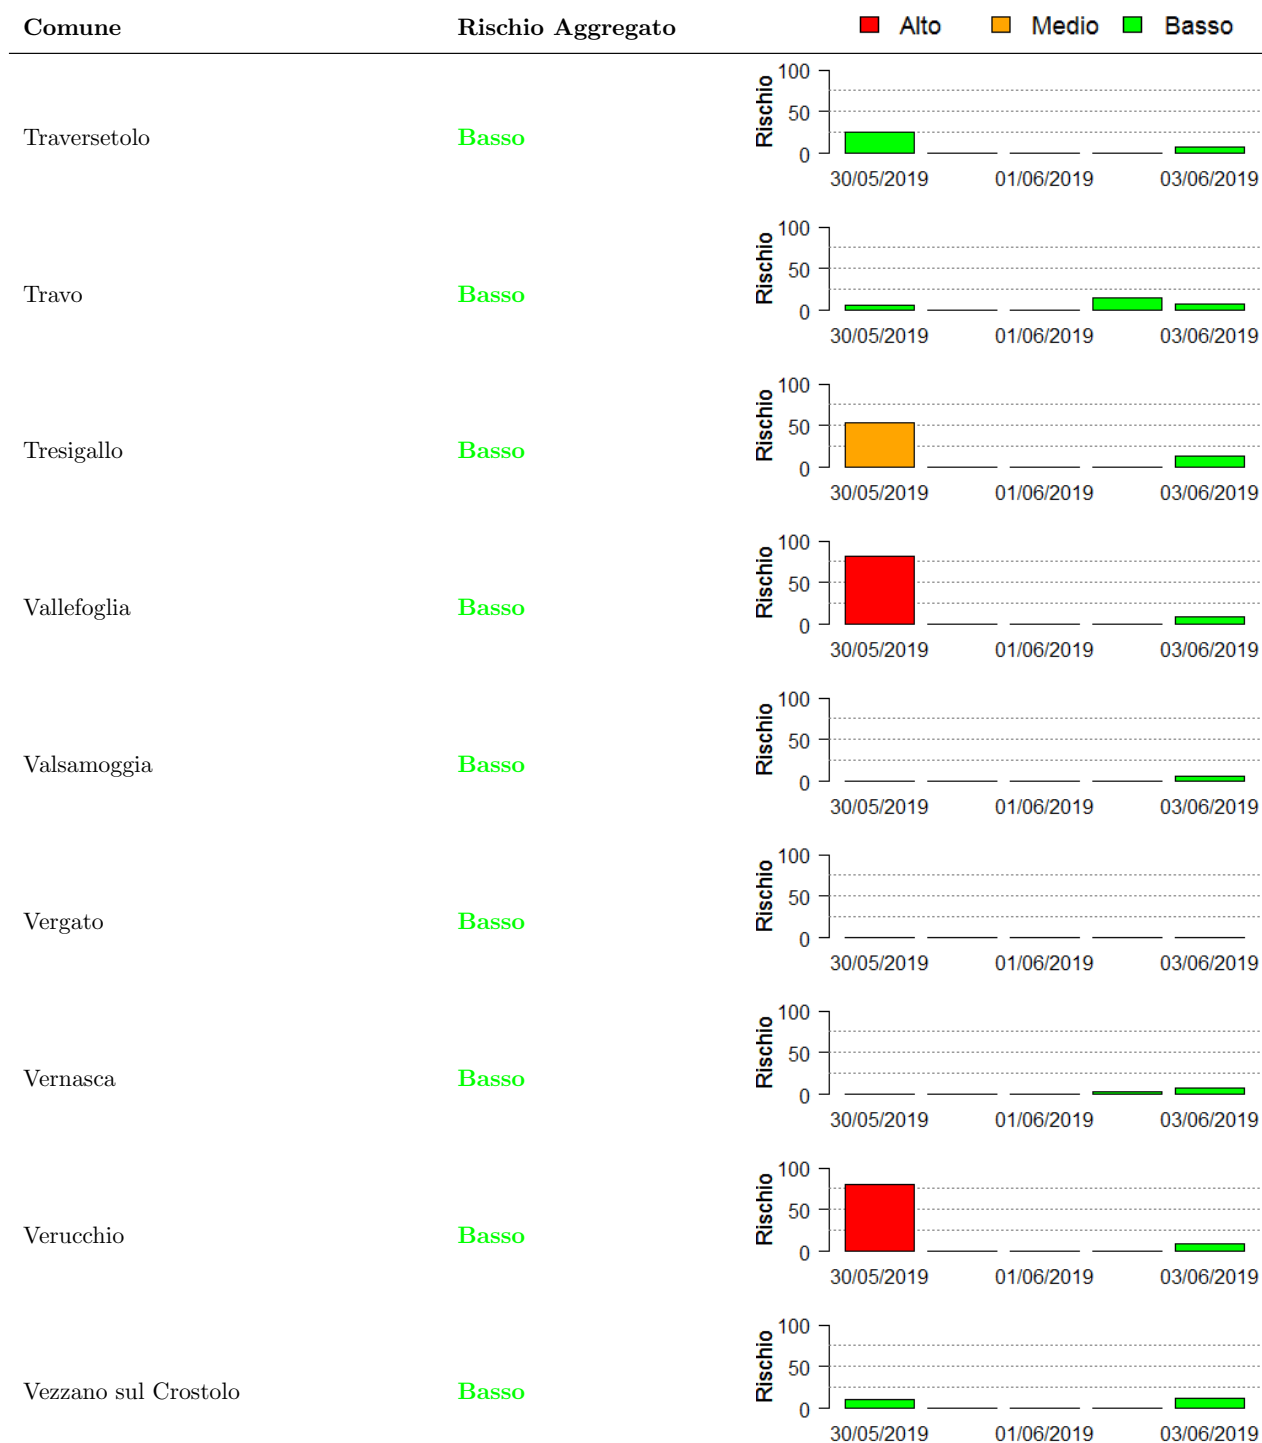 Comune Rischio Aggregato Alto Medio Basso
Traversetolo Basso Rischio 100 50 0
30/05/2019 01/06/2019 03/06/2019
Travo Basso Rischio 100 50 0
30/05/2019 01/06/2019 03/06/2019
Tresigallo Basso Rischio 100 50 0
30/05/2019 01/06/2019 03/06/2019
Vallefoglia Basso Rischio 100 50 0
30/05/2019 01/06/2019 03/06/2019
Valsamoggia Basso Rischio 100 50 0
30/05/2019 01/06/2019 03/06/2019
Vergato Basso Rischio 100 50 0
30/05/2019 01/06/2019 03/06/2019
Vernasca Basso Rischio 100 50 0
30/05/2019 01/06/2019 03/06/2019
Verucchio Basso Rischio 100 50 0
30/05/2019 01/06/2019 03/06/2019
Vezzano sul Crostolo Basso Rischio 100 50 0
30/05/2019 01/06/2019 03/06/2019